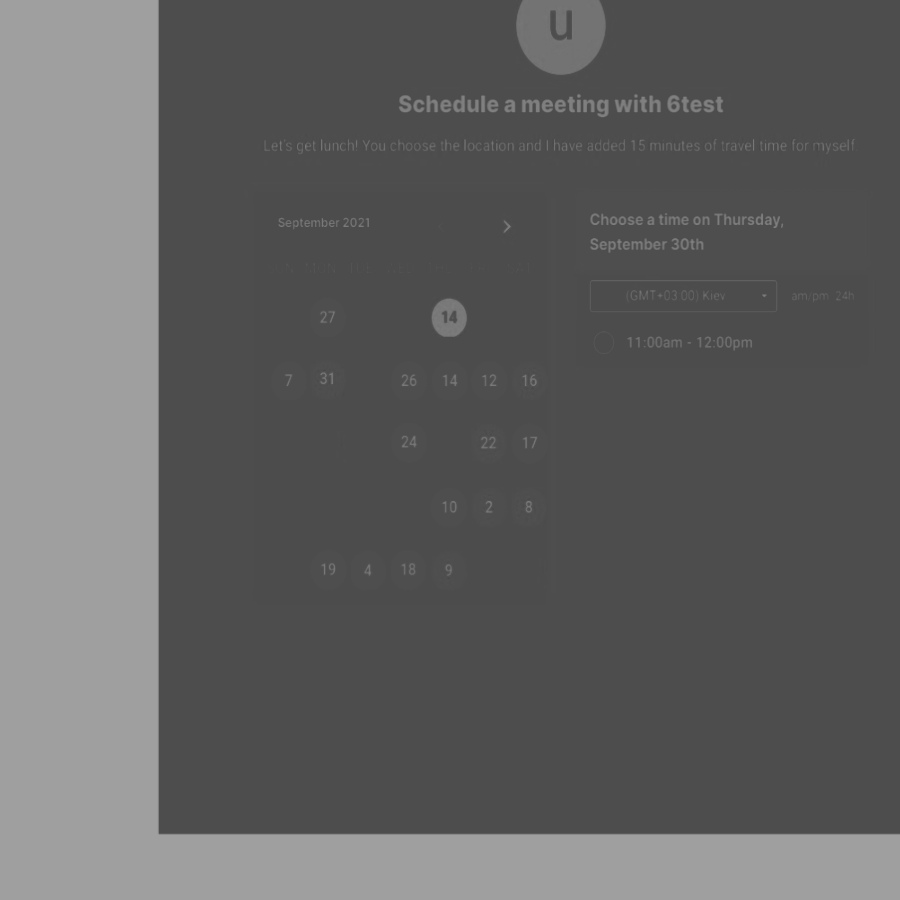 u
Schedule a meeting with 6test
Let's get lunch! You choose the location and I have added 15 minutes of travel time for myself.
September 2021
27 14
7 31 26 14 12 16
24 22 17
10 2 8
19 4 18 9
Choose a time on Thursday,
September 30th
(GMT+03:00) Kiev am/pm 24h
11:00am - 12:00pm